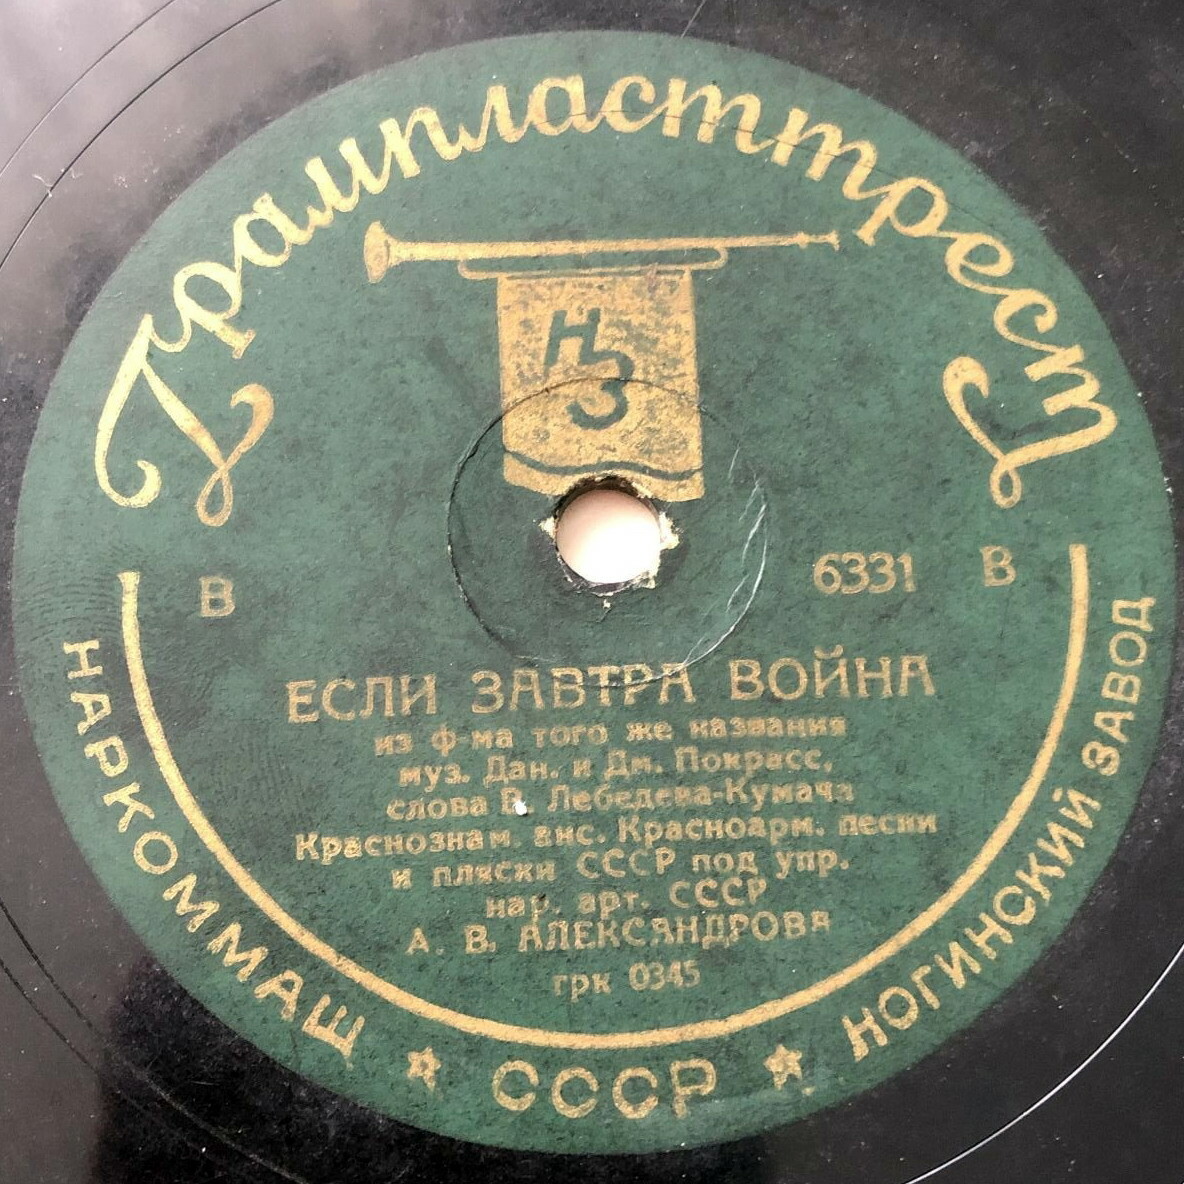 Грампласттрест
НЗ
В
6331 В
ЕСЛИ ЗАВТРА ВОЙНА
из ф-ма того же названия
муз. Дан. и Дм. Покрасс,
слова В. Лебедева-Кумача
Краснознам. анс. Красноарм. песни
и пляски СССР под упр.
нар. арт. СССР
А. В. АЛЕКСАНДРОВА
грк 0345
НАРКОММАШ ★ СССР ★ НОГИНСКИЙ ЗАВОД